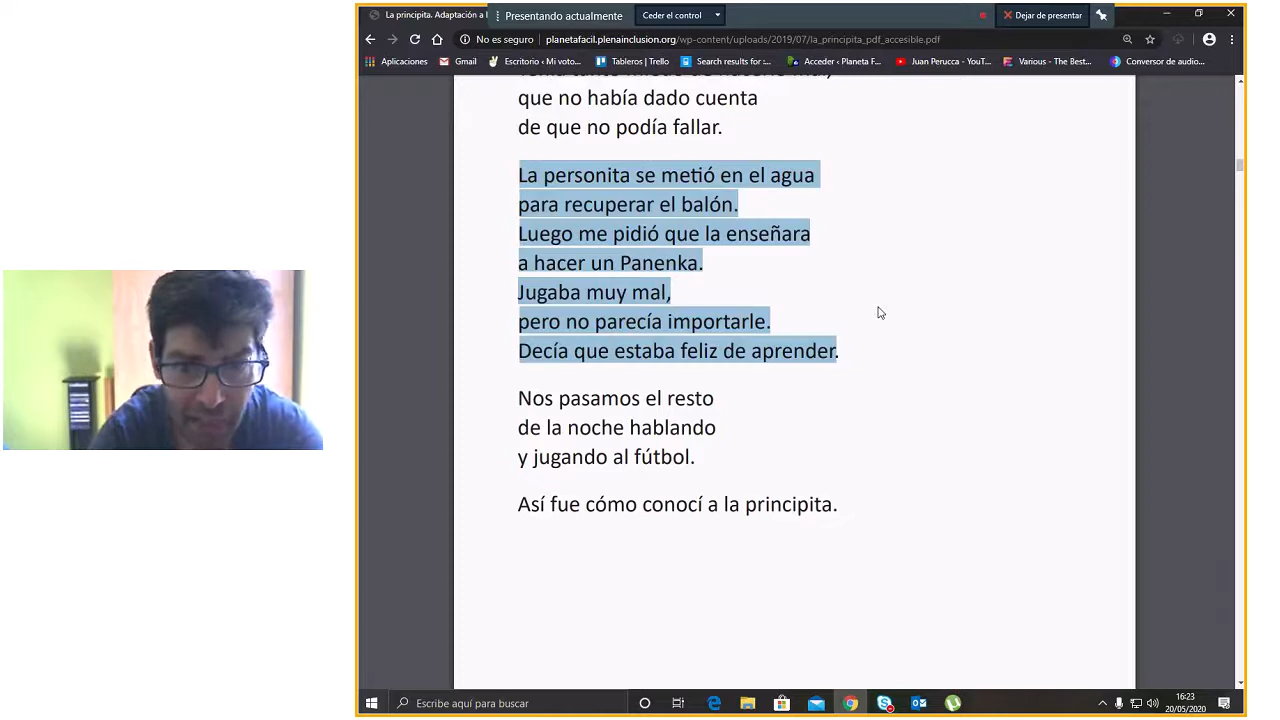 La principita. Adaptación a l
Presentando actualmente
Ceder el control
Dejar de presentar
No es seguro
planetafacil.plenainclusion.org/wp-content/uploads/2019/07/la_principita_pdf_accesible.pdf
Aplicaciones
Gmail
Escritorio ‹ Mi voto...
Tableros | Trello
Search results for:...
Acceder ‹ Planeta F...
Juan Perucca - YouT...
Various - The Best...
Conversor de audio...
que no había dado cuenta
de que no podía fallar.
La personita se metió en el agua
para recuperar el balón.
Luego me pidió que la enseñara
a hacer un Panenka.
Jugaba muy mal,
pero no parecía importarle.
Decía que estaba feliz de aprender.
Nos pasamos el resto
de la noche hablando
y jugando al fútbol.
Así fue cómo conocí a la principita.
Escribe aquí para buscar
16:23
20/05/2020